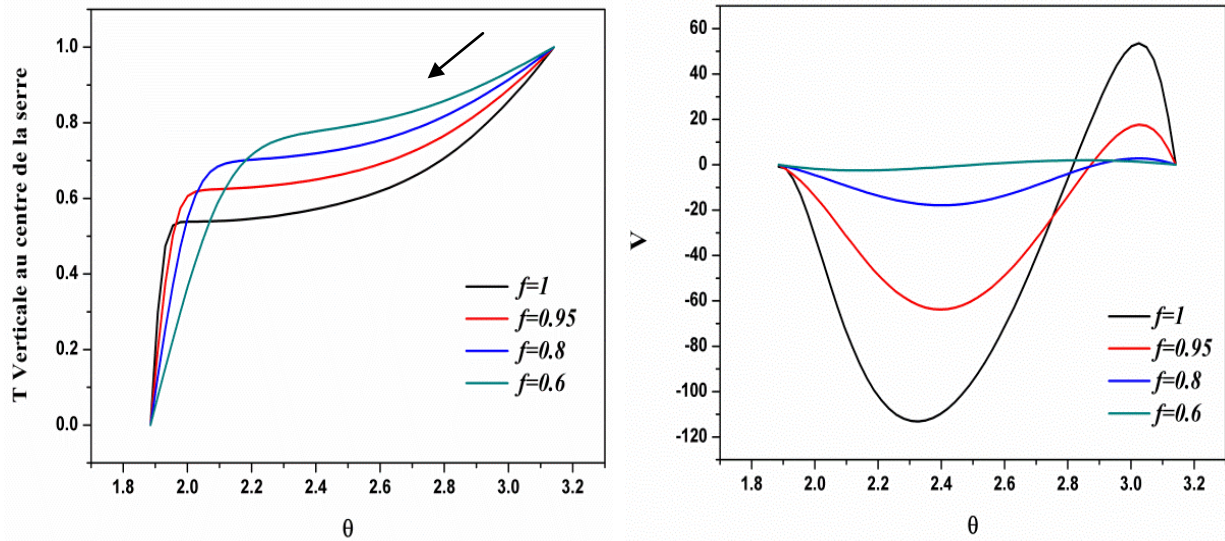 T Verticale au centre de la serre
1.0
0.8
0.6
0.4
0.2
0.0
f=1
f=0.95
f=0.8
f=0.6
1.8 2.0 2.2 2.4 2.6 2.8 3.0 3.2
θ
V
60
40
20
0
-20
-40
-60
-80
-100
-120
f=1
f=0.95
f=0.8
f=0.6
1.8 2.0 2.2 2.4 2.6 2.8 3.0 3.2
θ